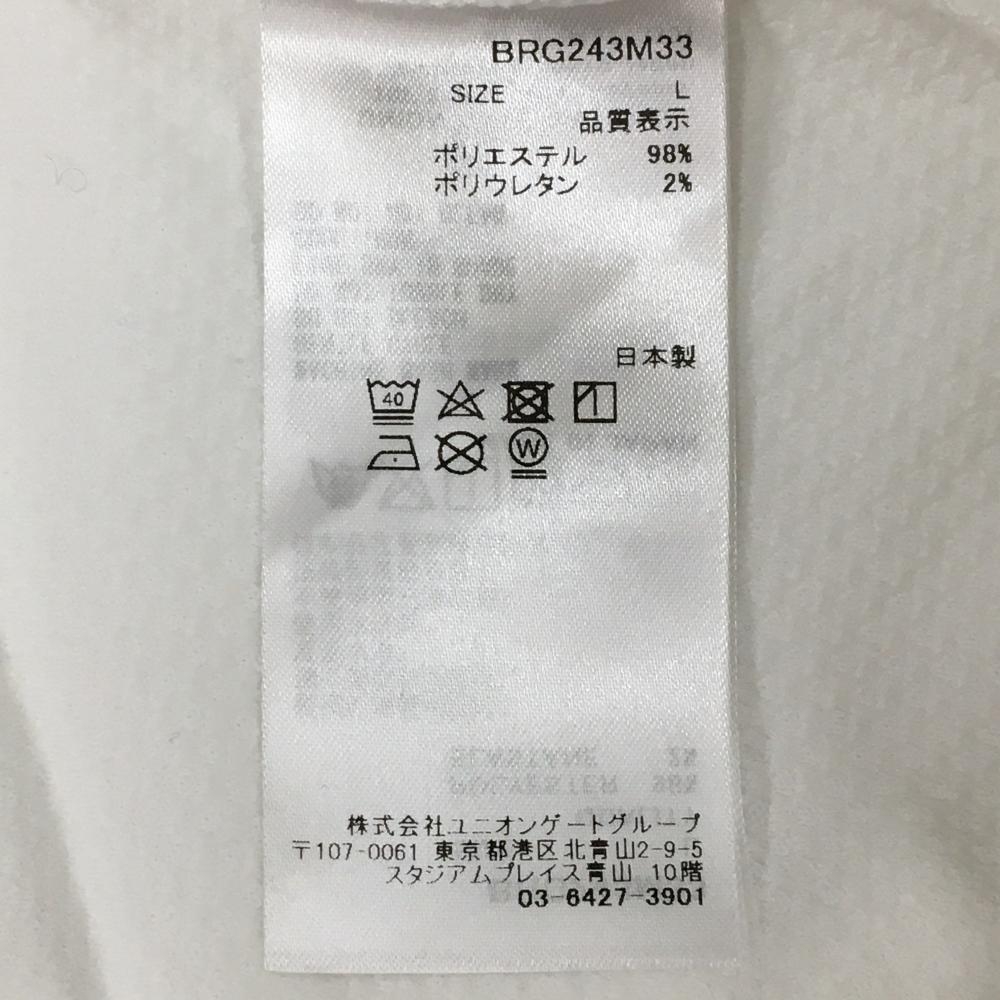 BRG243M33
SIZE L
品質表示
ポリエステル 98%
ポリウレタン 2%
日本製
40
W
株式会社ユニオンゲートグループ
〒107-0061 東京都港区北青山2-9-5
スタジアムプレイス青山 10階
03-6427-3901